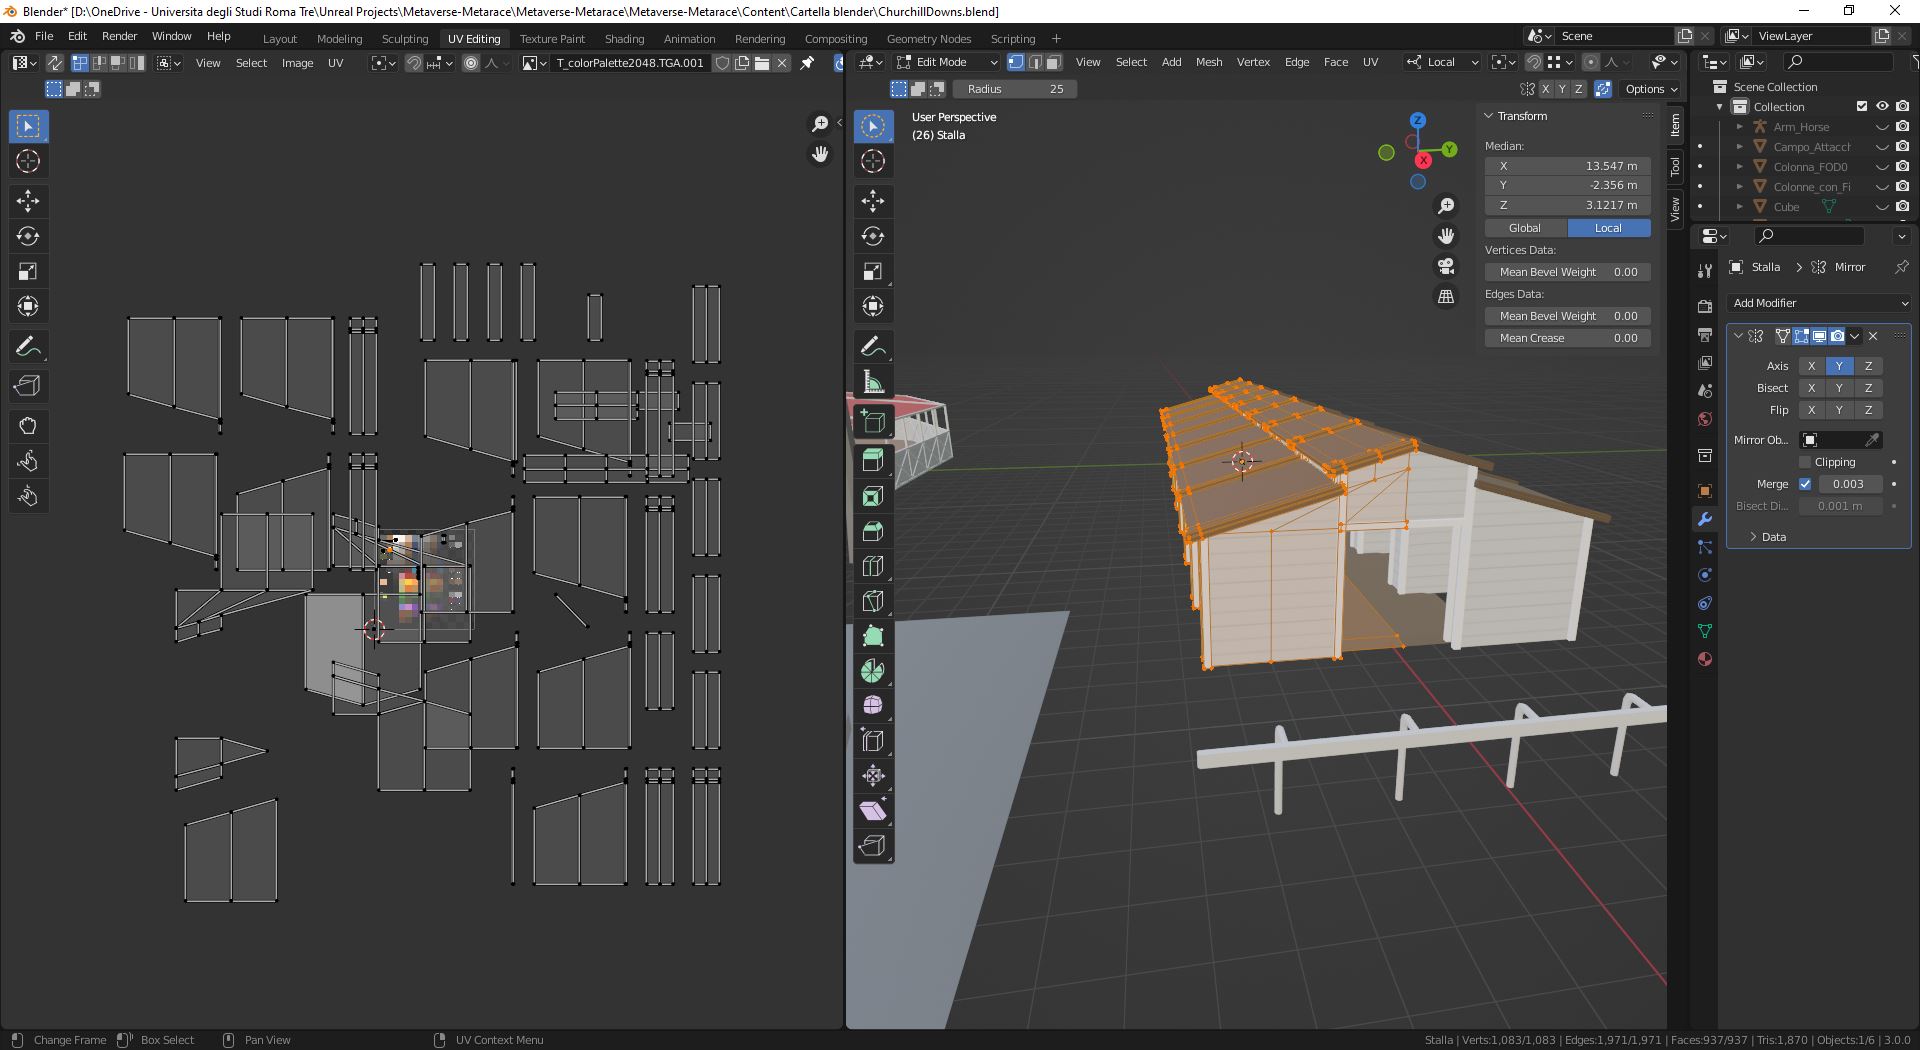 Blender* [D:\OneDrive - Universita degli Studi Roma Tre\Unreal Projects\Metaverse-Metarace\Metaverse-Metarace\Metaverse-Metarace\Content\Cartella blender\ChurchillDowns.blend]
File Edit Render Window Help Layout Modeling Sculpting UV Editing Texture Paint Shading Animation Rendering Compositing Geometry Nodes Scripting + Scene ViewLayer
View Select Image UV T_colorPalette2048.TGA.001
Edit Mode View Select Add Mesh Vertex Edge Face UV Local
Radius 25 X Y Z Options
User Perspective
(26) Stalla
Z
Y
X
Transform
Median:
X 13.547 m
Y -2.356 m
Z 3.1217 m
Global Local
Vertices Data:
Mean Bevel Weight 0.00
Edges Data:
Mean Bevel Weight 0.00
Mean Crease 0.00
Item
Tool
View
Scene Collection
Collection
Arm_Horse
Campo_Attacch
Colonna_FOD0
Colonne_con_Fi
Cube
Stalla > Mirror
Add Modifier
Axis X Y Z
Bisect X Y Z
Flip X Y Z
Mirror Ob...
Clipping
Merge 0.003
Bisect Di... 0.001 m
Data
Change Frame Box Select Pan View UV Context Menu
Stalla | Verts:1,083/1,083 | Edges:1,971/1,971 | Faces:937/937 | Tris:1,870 | Objects:1/6 | 3.0.0